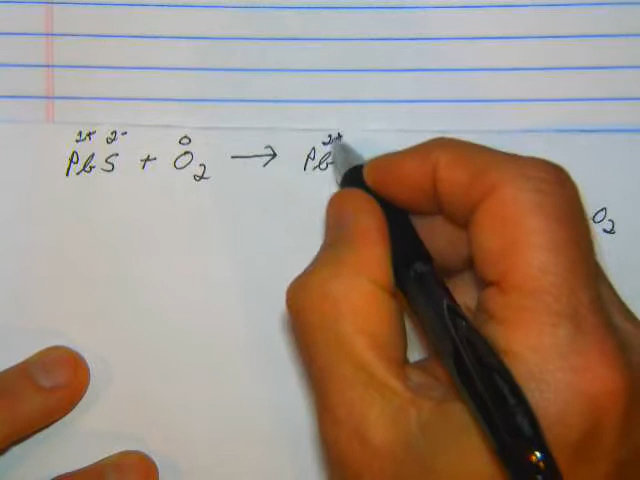 2+ 2- 0 2+
PbS + O2 → Pb
O2